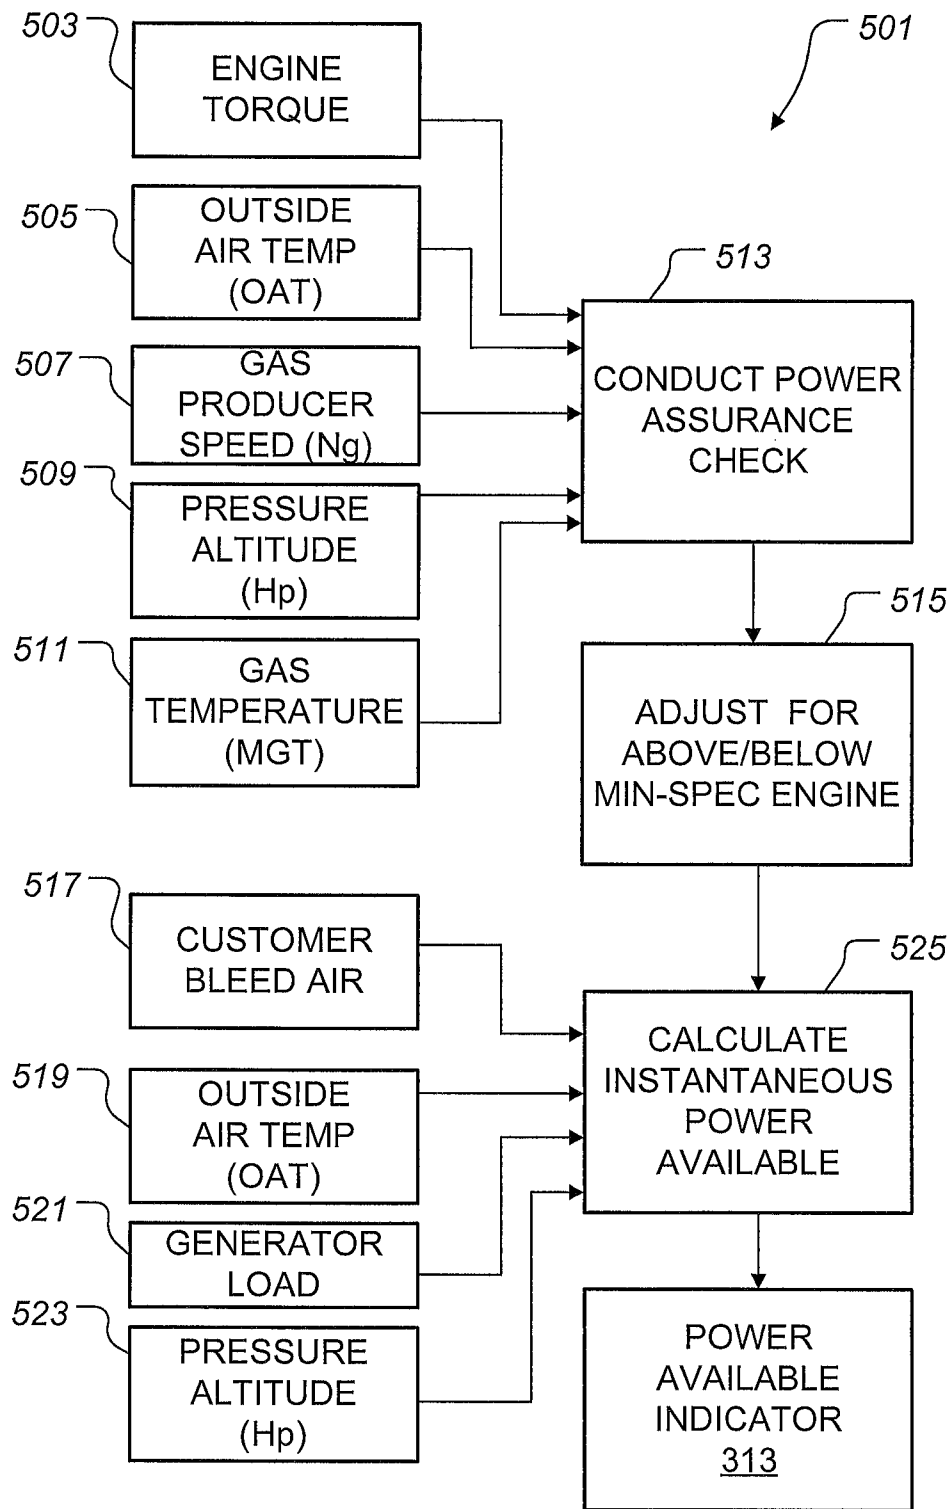 503
ENGINE
TORQUE
501
505
OUTSIDE
AIR TEMP
(OAT)
507
GAS
PRODUCER
SPEED (Ng)
509
PRESSURE
ALTITUDE
(Hp)
511
GAS
TEMPERATURE
(MGT)
513
CONDUCT POWER
ASSURANCE
CHECK
515
ADJUST FOR
ABOVE/BELOW
MIN-SPEC ENGINE
517
CUSTOMER
BLEED AIR
519
OUTSIDE
AIR TEMP
(OAT)
521
GENERATOR
LOAD
523
PRESSURE
ALTITUDE
(Hp)
525
CALCULATE
INSTANTANEOUS
POWER
AVAILABLE
POWER
AVAILABLE
INDICATOR
313